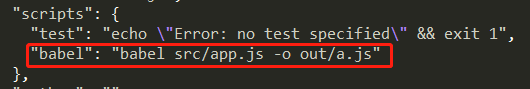 "scripts": {
"test": "echo \"Error: no test specified\" && exit 1",
"babel": "babel src/app.js -o out/a.js"
},